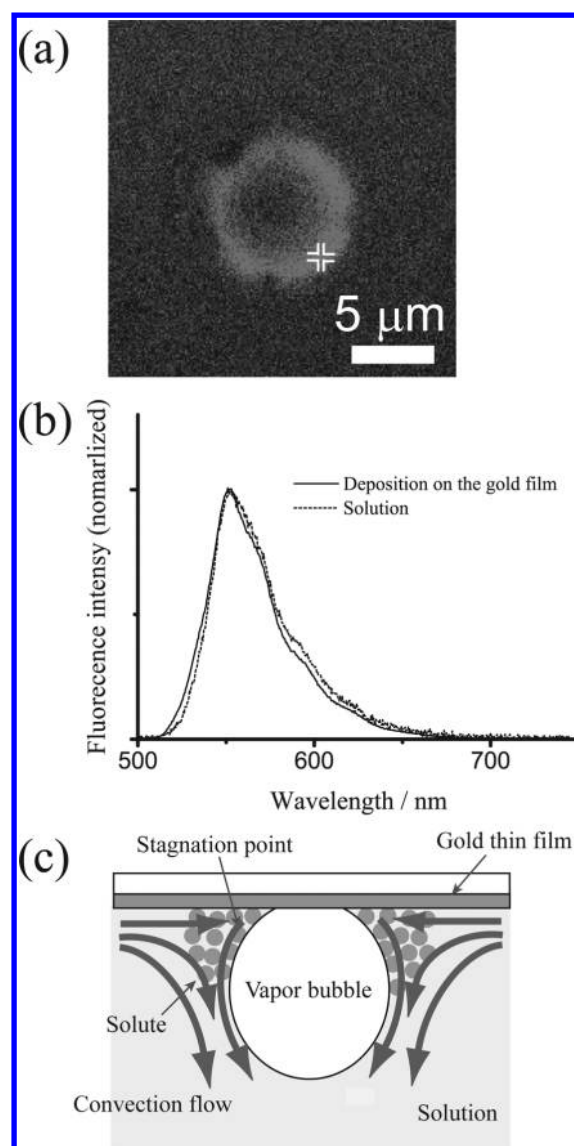 (a)
5 μm
(b)
Fluorecence intensy (nomarlized)
Deposition on the gold film
Solution
500
600
700
Wavelength / nm
(c)
Stagnation point
Gold thin film
Vapor bubble
Solute
Convection flow
Solution